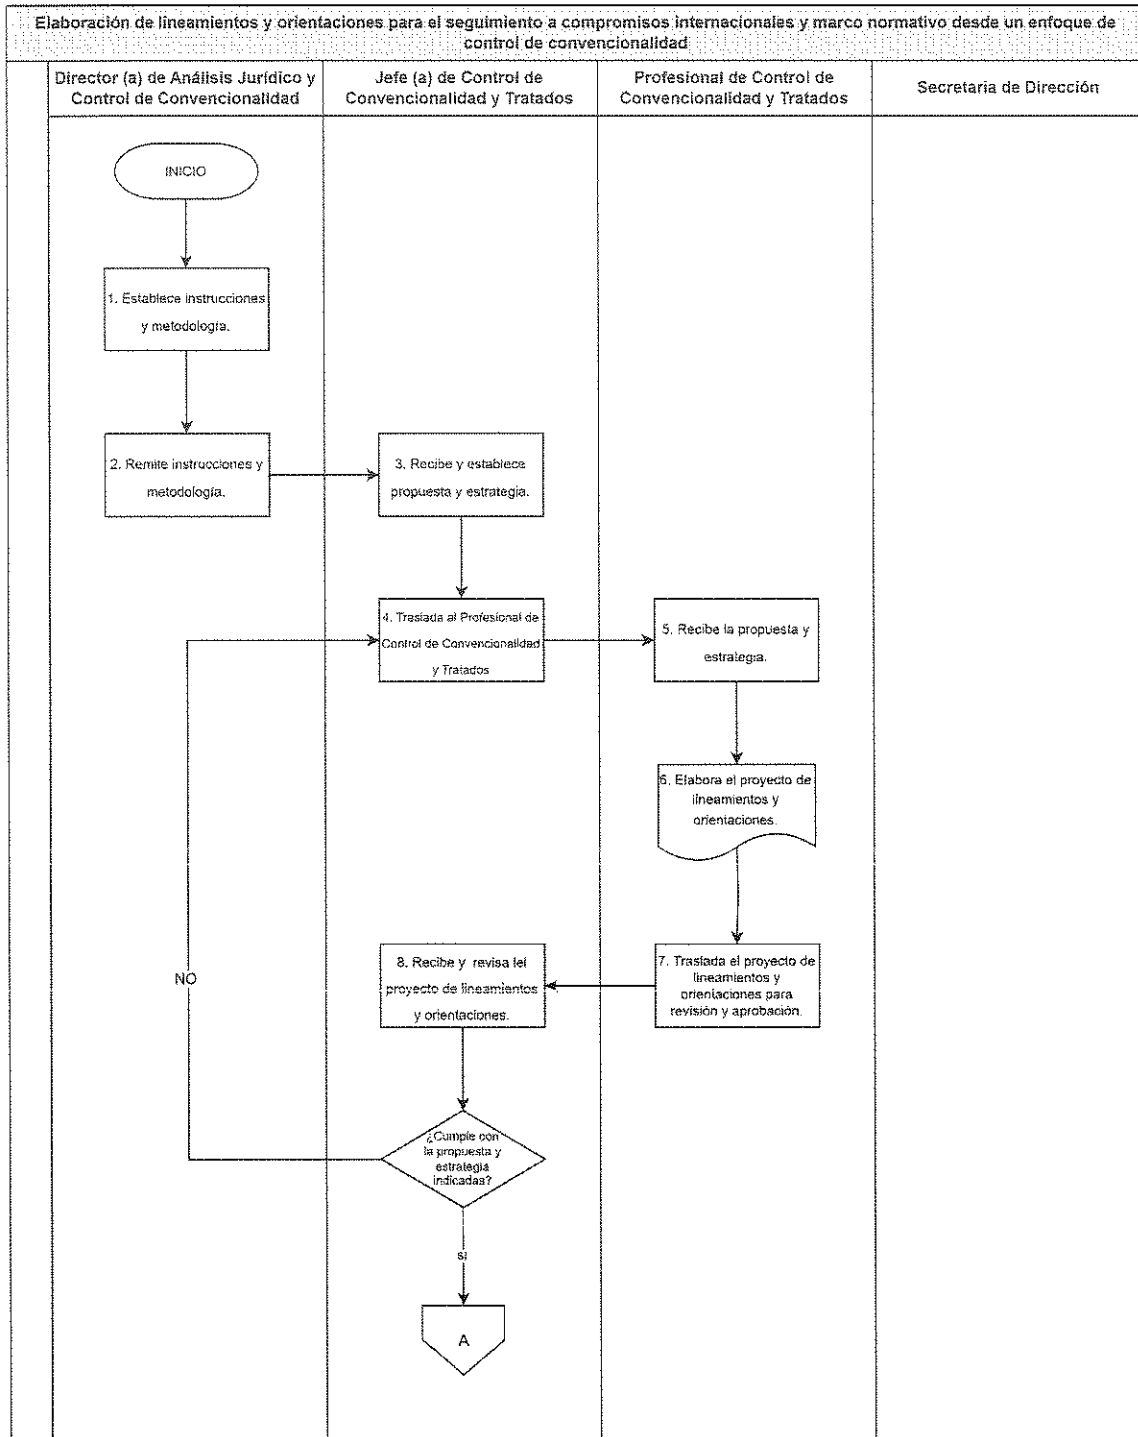 Elaboración de lineamientos y orientaciones para el seguimiento a compromisos internacionales y marco normativo desde un enfoque de
control de convencionalidad
Director (a) de Análisis Jurídico y
Control de Convencionalidad
Jefe (a) de Control de
Convencionalidad y Tratados
Profesional de Control de
Convencionalidad y Tratados
Secretaria de Dirección
INICIO
1. Establece instrucciones
y metodología.
2. Remite instrucciones y
metodología.
3. Recibe y establece
propuesta y estrategia.
4. Traslada al Profesional de
Control de Convencionalidad
y Tratados
5. Recibe la propuesta y
estrategia.
6. Elabora el proyecto de
lineamientos y
orientaciones.
7. Traslada el proyecto de
lineamientos y
orientaciones para
revisión y aprobación.
8. Recibe y revisa lel
proyecto de lineamientos
y orientaciones.
NO
¿Cumple con
la propuesta y
estrategia
indicadas?
si
A